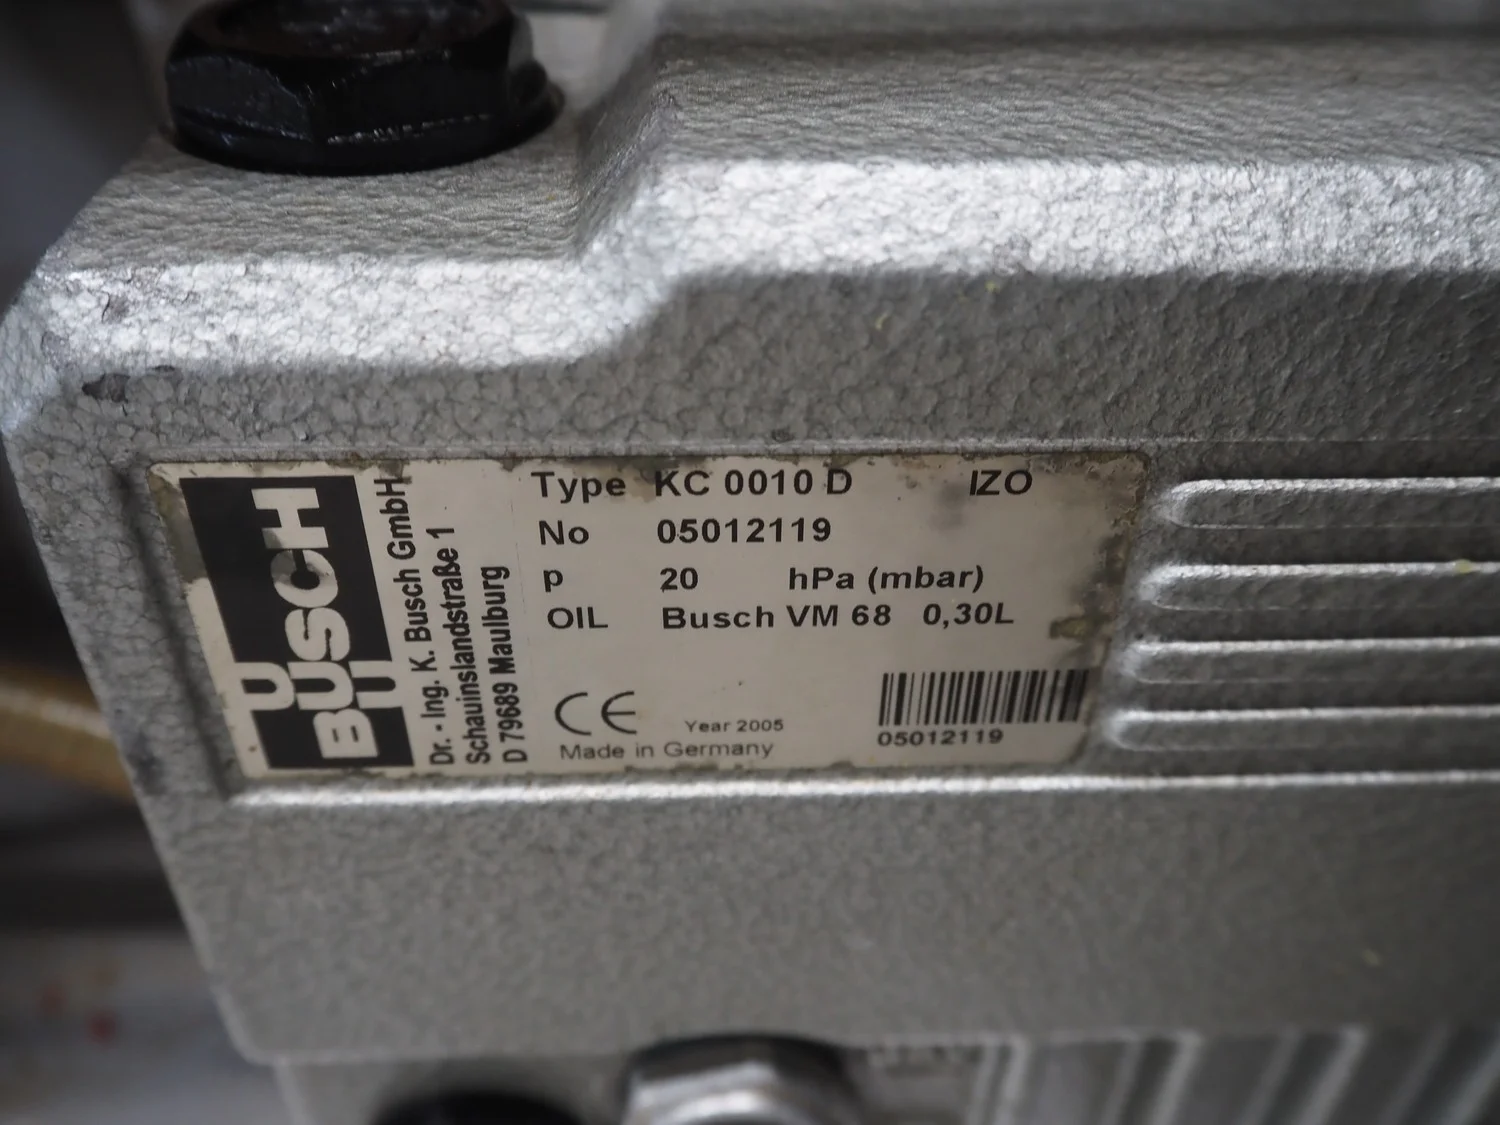 U
BUSCH
U BUSCH
Dr. - Ing. K. Busch GmbH
Schauinslandstraße 1
D 79689 Maulburg
Type KC 0010 D IZO
No 05012119
p 20 hPa (mbar)
OIL Busch VM 68 0,30L
CE
Year 2005
Made in Germany
05012119